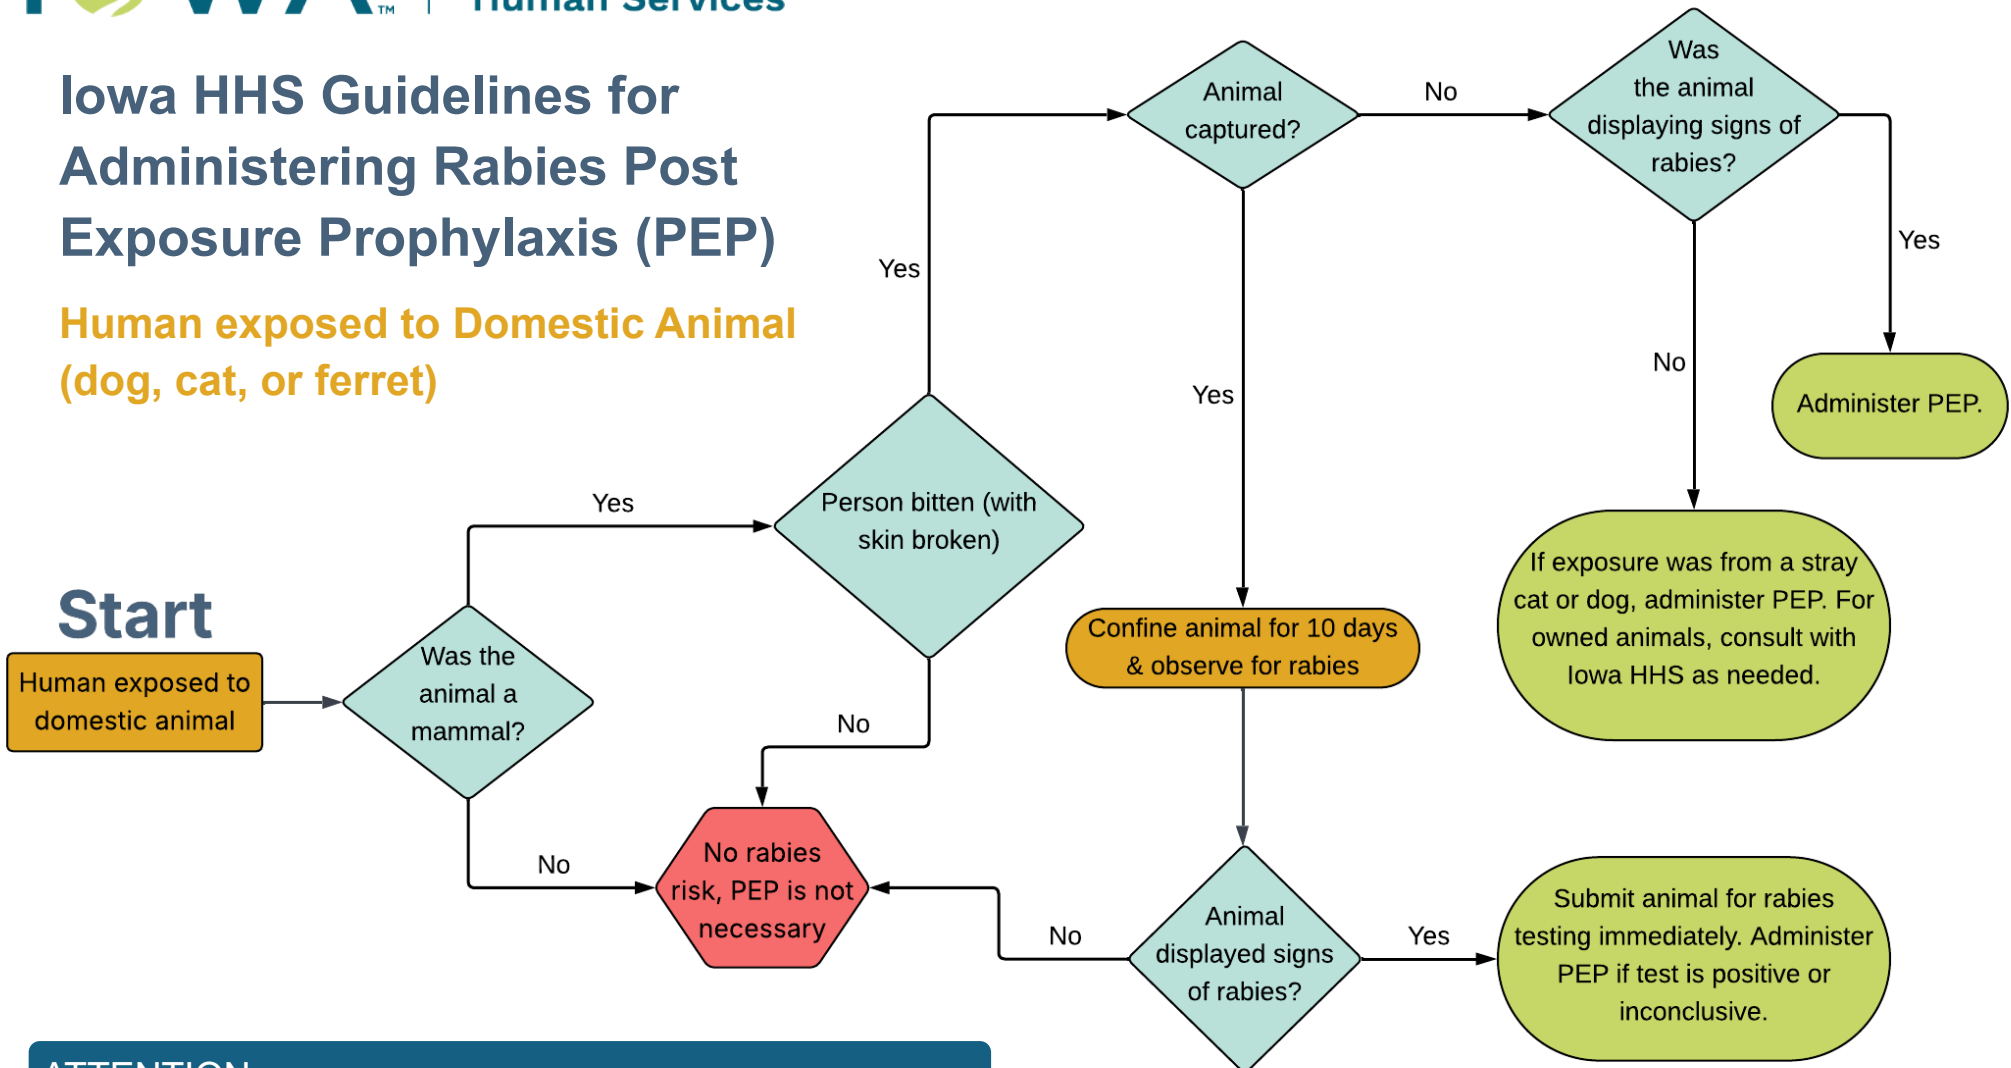 IOWA™ | Human Services
Iowa HHS Guidelines for
Administering Rabies Post
Exposure Prophylaxis (PEP)
Human exposed to Domestic Animal
(dog, cat, or ferret)
Start
Human exposed to
domestic animal
Was the
animal a
mammal?
Yes
No
Person bitten (with
skin broken)
Yes
No
No rabies
risk, PEP is not
necessary
Animal
captured?
No
Yes
Was
the animal
displaying signs of
rabies?
Yes
No
Administer PEP.
If exposure was from a stray
cat or dog, administer PEP. For
owned animals, consult with
Iowa HHS as needed.
Confine animal for 10 days
& observe for rabies
Animal
displayed signs
of rabies?
No
Yes
Submit animal for rabies
testing immediately. Administer
PEP if test is positive or
inconclusive.
ATTENTION